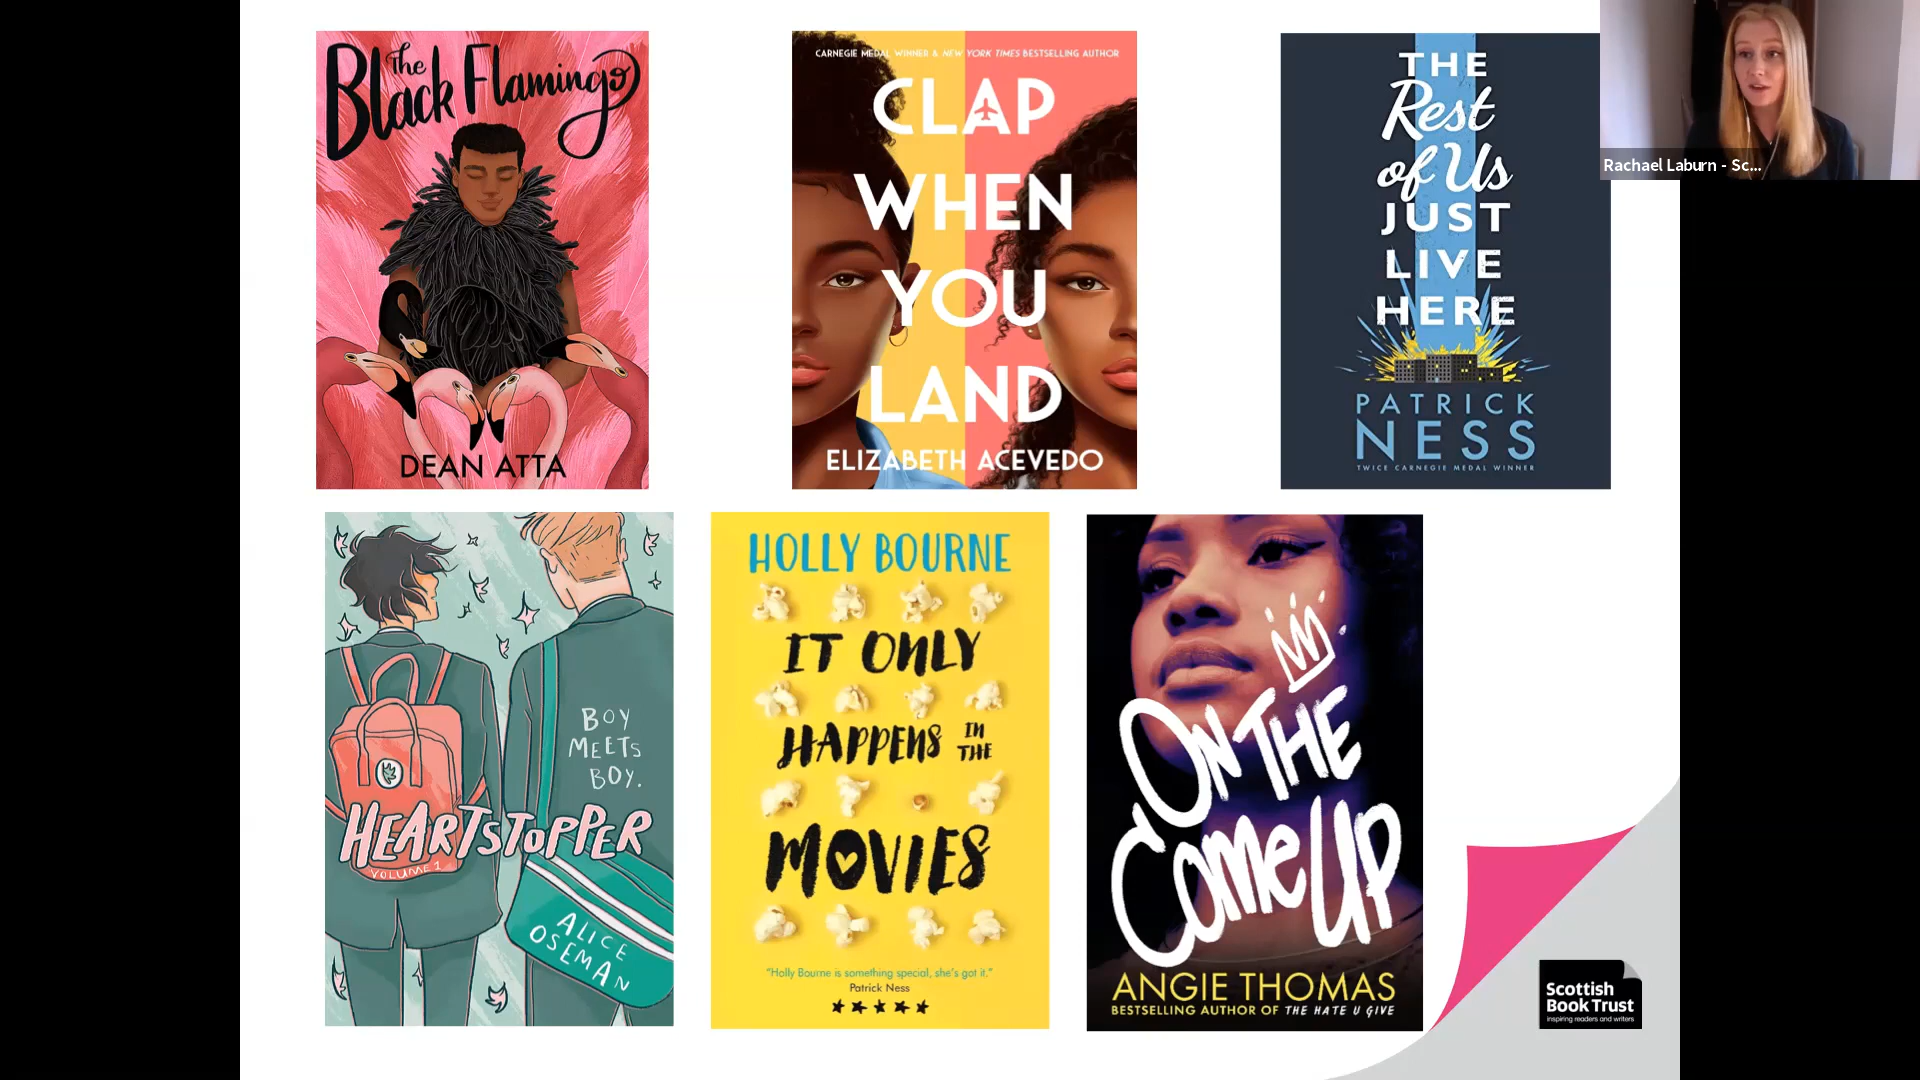 The
Black Flamingo
DEAN ATTA
CARNEGIE MEDAL WINNER & NEW YORK TIMES BESTSELLING AUTHOR
CLAP
WHEN
YOU
LAND
ELIZABETH ACEVEDO
THE
Rest
of Us
JUST
LIVE
HERE
PATRICK
NESS
TWICE CARNEGIE MEDAL WINNER
Rachael Laburn - Sc...
BOY
MEETS
BOY.
HEARTSTOPPER
VOLUME 1
ALICE
OSEMAN
HOLLY BOURNE
IT ONLY
HAPPENS IN THE
MOVIES
"Holly Bourne is something special, she's got it."
Patrick Ness
ON THE
COME UP
ANGIE THOMAS
BESTSELLING AUTHOR OF THE HATE U GIVE
Scottish
Book Trust
inspiring readers and writers